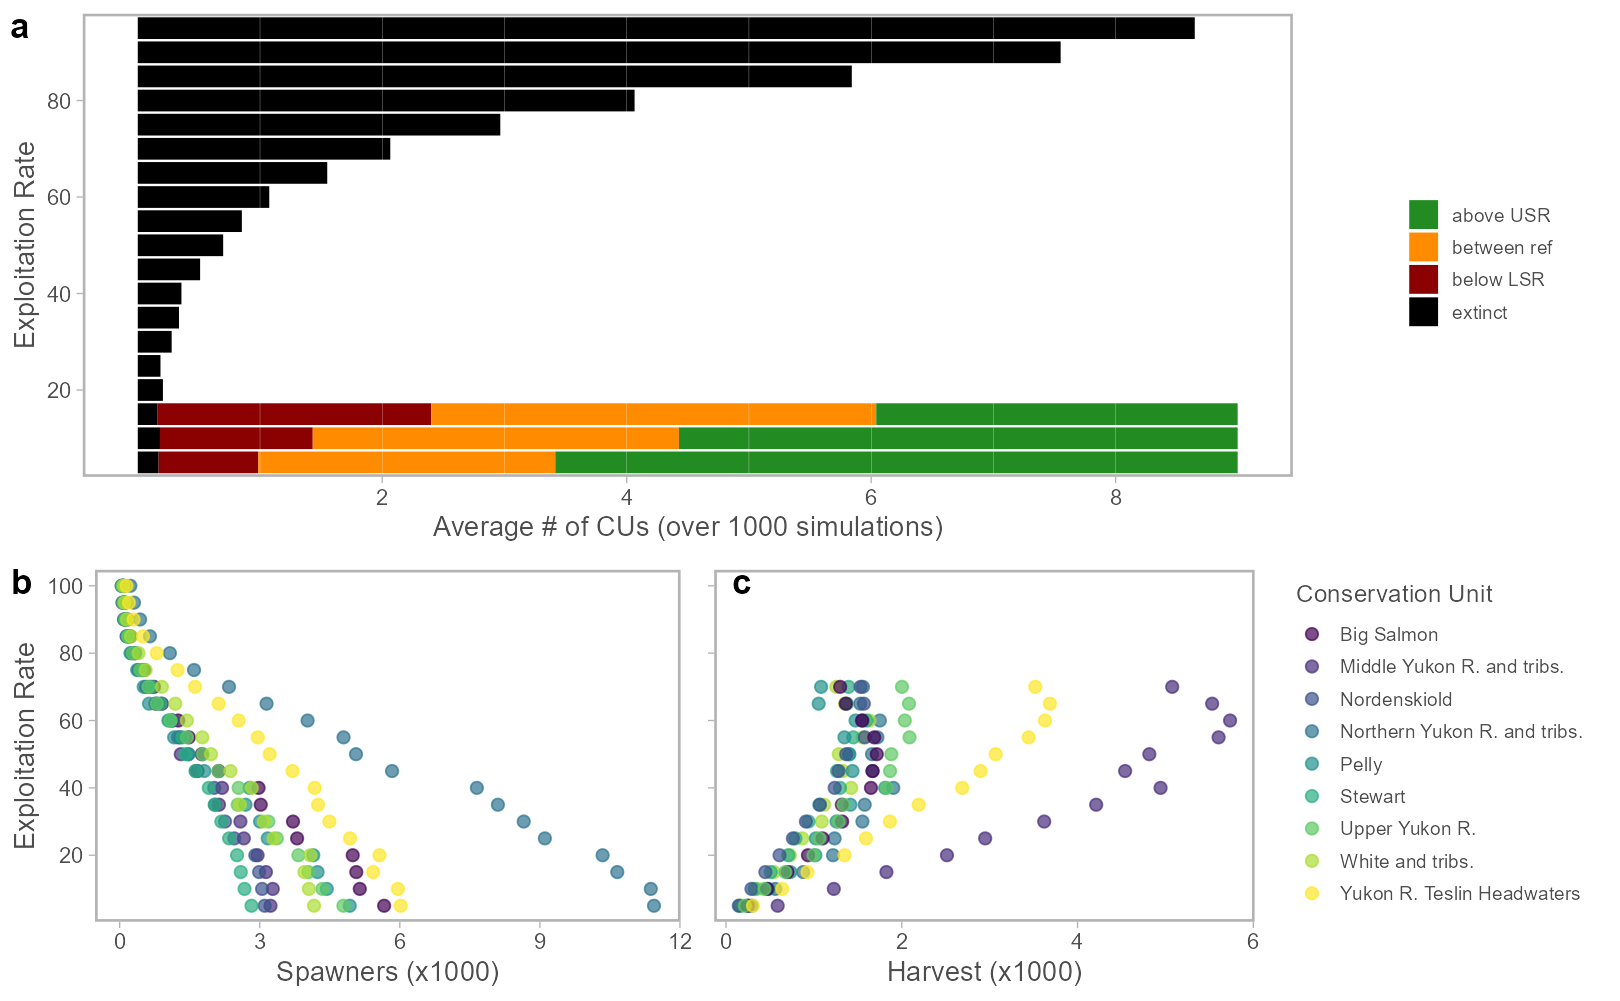 a
Exploitation Rate
80
60
40
20
2
4
6
8
Average # of CUs (over 1000 simulations)
above USR
between ref
below LSR
extinct
b
Exploitation Rate
100
80
60
40
20
0
3
6
9
12
Spawners (x1000)
c
0
2
4
6
Harvest (x1000)
Conservation Unit
Big Salmon
Middle Yukon R. and tribs.
Nordenskiold
Northern Yukon R. and tribs.
Pelly
Stewart
Upper Yukon R.
White and tribs.
Yukon R. Teslin Headwaters